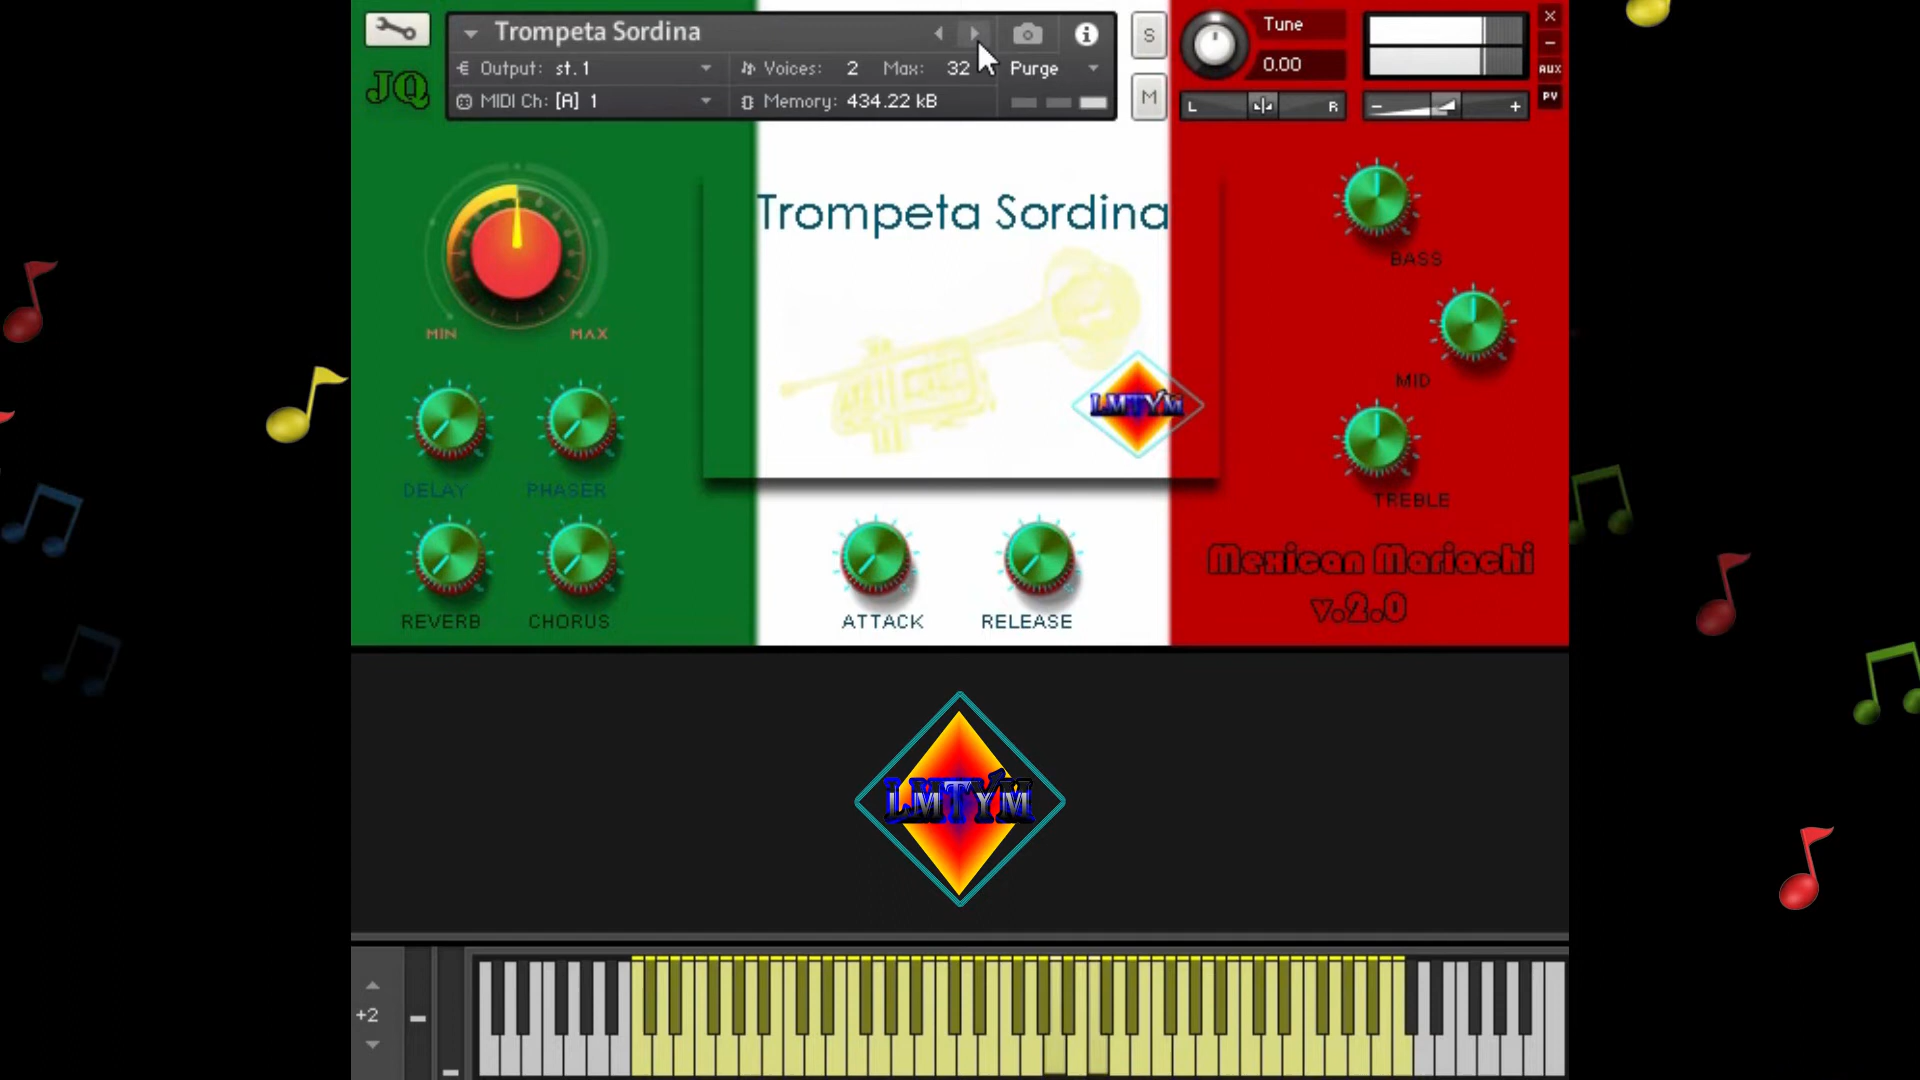 Trompeta Sordina
Output: st.1
Voices: 2 Max: 32
Purge
MIDI Ch: [A] 1
Memory: 434.22 kB
S
M
Tune
0.00
L
R
-
+
X
-
AUX
PV
JQ
Trompeta Sordina
MIN
MAX
BASS
MID
TREBLE
LMTYM
DELAY
PHASER
REVERB
CHORUS
ATTACK
RELEASE
Mexican Mariachi
v.2.0
LMTYM
+2